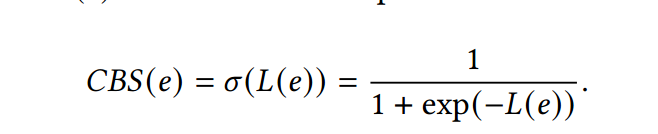 CBS(e) = σ(L(e)) = 1 / (1 + exp(−L(e))) .